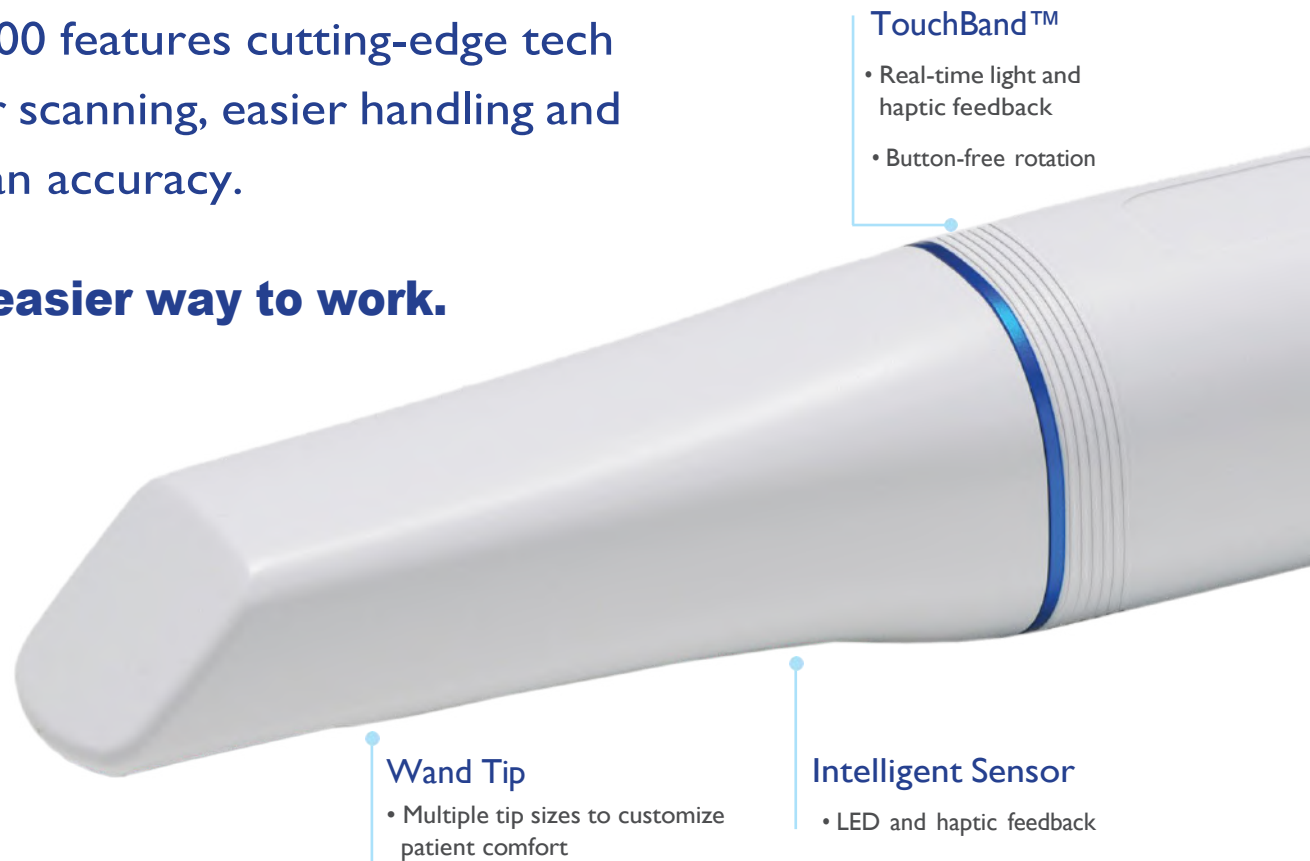 00 features cutting-edge tech
r scanning, easier handling and
an accuracy.
easier way to work.
TouchBand™
• Real-time light and
haptic feedback
• Button-free rotation
Wand Tip
• Multiple tip sizes to customize
patient comfort
Intelligent Sensor
• LED and haptic feedback